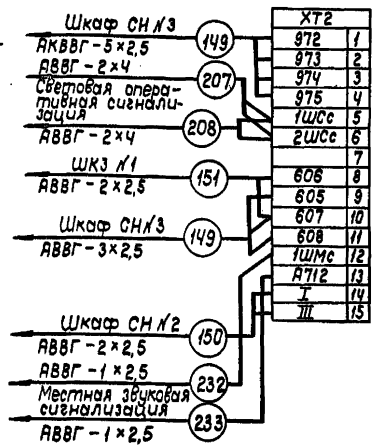 Шкаф СН №3
149
АКВВГ-5×2,5
АВВГ-2×4
207
Световая опера-
тивная сигнали-
зация
208
АВВГ-2×4
ШКЗ №1
151
АВВГ-2×2,5
Шкаф СН №3
149
АВВГ-3×2,5
Шкаф СН №2
150
АВВГ-2×2,5
АВВГ-1×2,5
232
Местная звуковая
сигнализация
233
АВВГ-1×2,5
ХТ2
972 1
973 2
974 3
975 4
1ШСс 5
2ШСс 6
7
606 8
605 9
607 10
608 11
1ШМс 12
А712 13
I 14
III 15